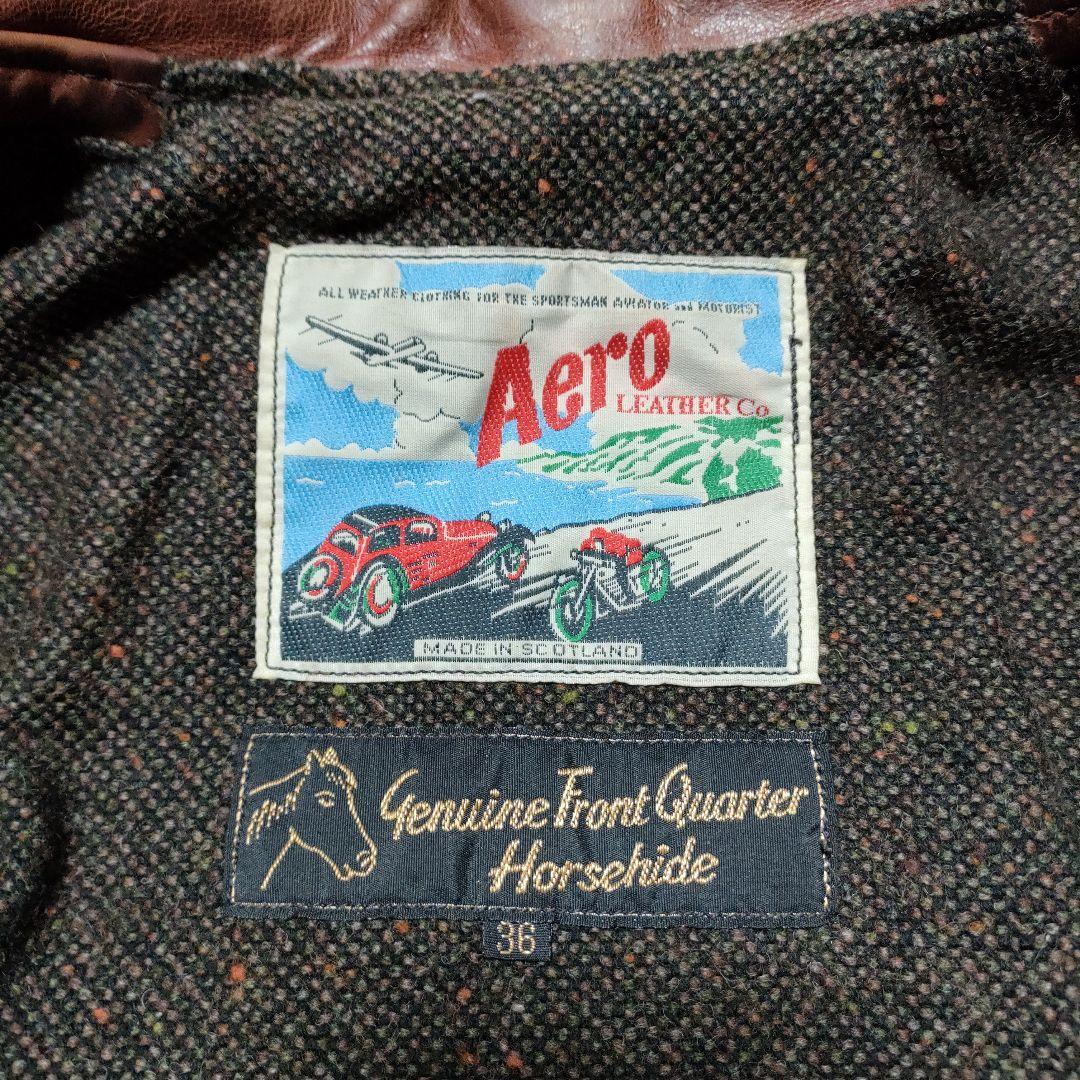 ALL WEATHER CLOTHING FOR THE SPORTSMAN AVIATOR and MOTORIST
Aero
LEATHER Co
MADE IN SCOTLAND
Genuine Front Quarter
Horsehide
36